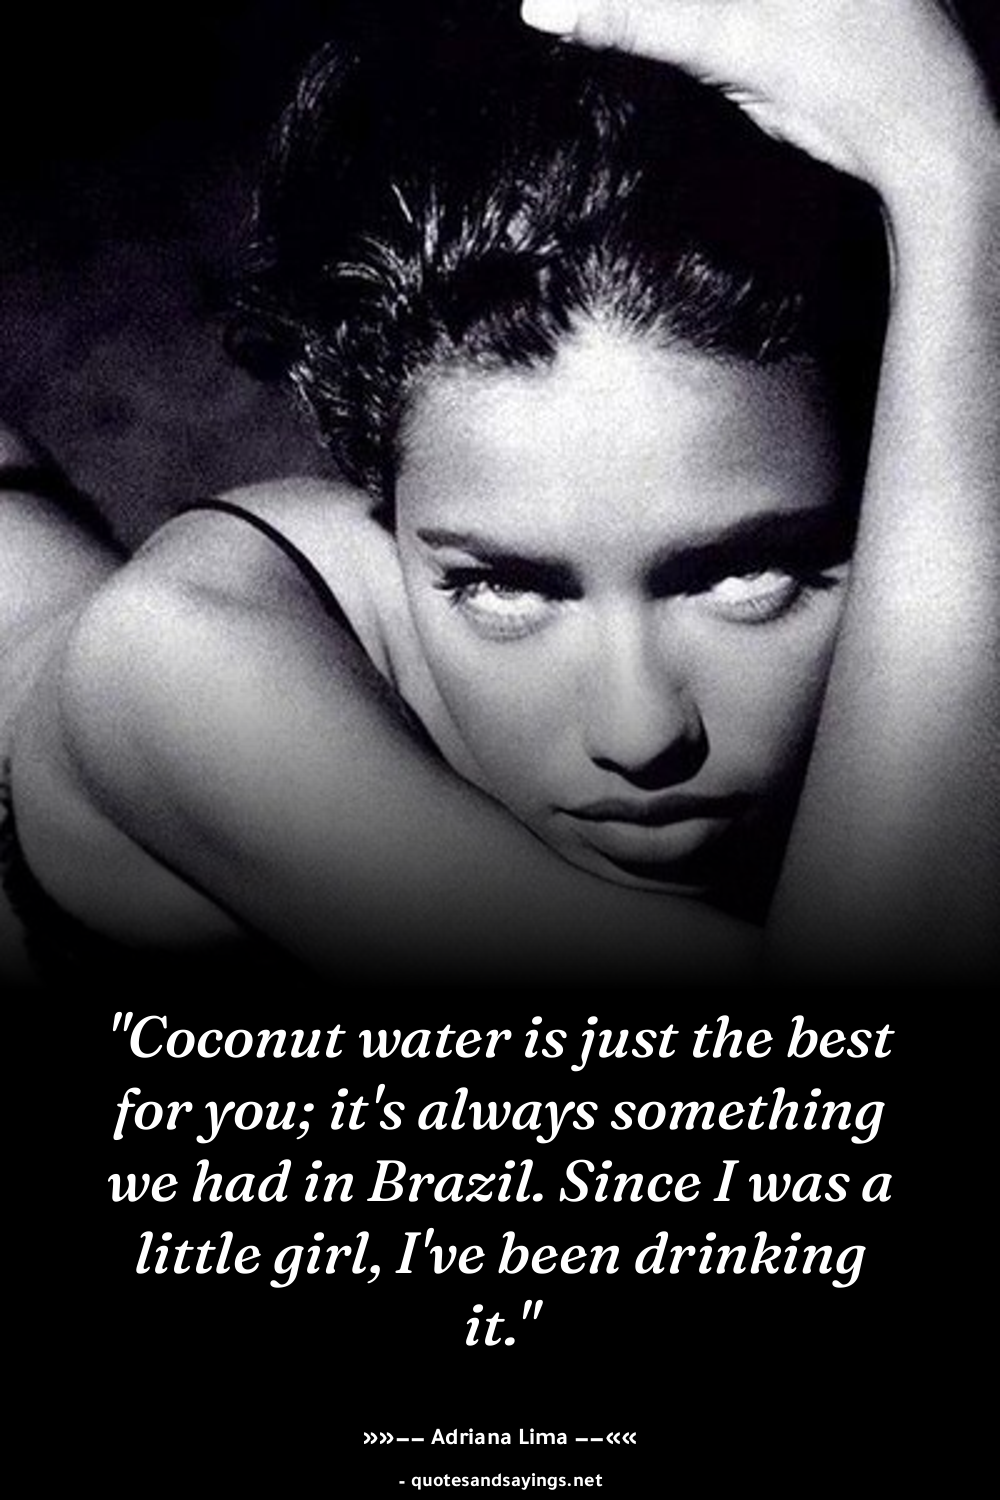 "Coconut water is just the best
for you; it's always something
we had in Brazil. Since I was a
little girl, I've been drinking
it."
»»–– Adriana Lima ––««
- quotesandsayings.net